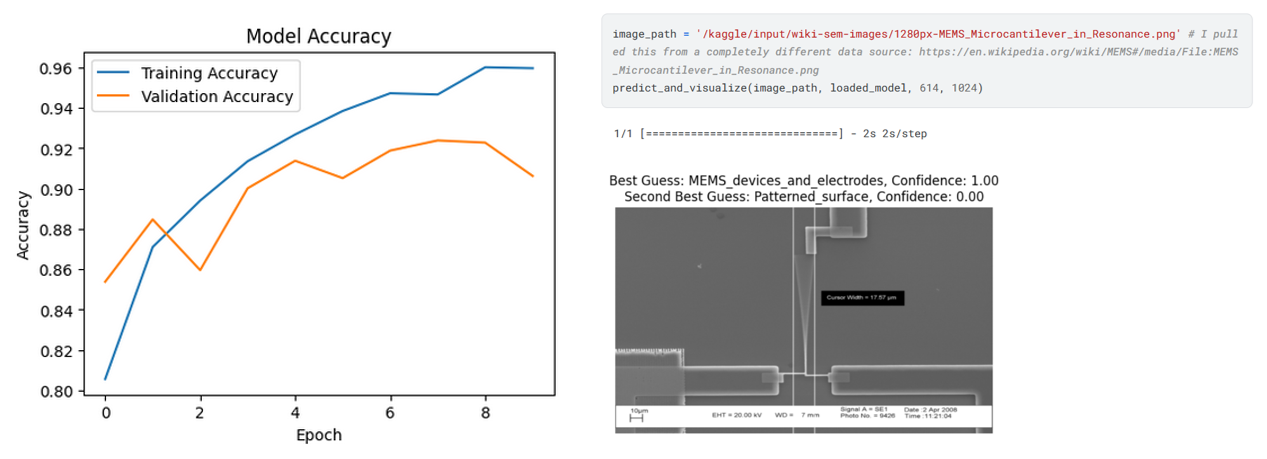 Model Accuracy
Training Accuracy
Validation Accuracy
0.96
0.94
0.92
0.90
0.88
0.86
0.84
0.82
0.80
Accuracy
0
2
4
6
8
Epoch
image_path = '/kaggle/input/wiki-sem-images/1280px-MEMS_Microcantilever_in_Resonance.png' # I pull
ed this from a completely different data source: https://en.wikipedia.org/wiki/MEMS#/media/File:MEMS
_Microcantilever_in_Resonance.png
predict_and_visualize(image_path, loaded_model, 614, 1024)
1/1 [==============================] - 2s 2s/step
Best Guess: MEMS_devices_and_electrodes, Confidence: 1.00
Second Best Guess: Patterned_surface, Confidence: 0.00
Cursor Width = 17.57 µm
10µm
EHT = 20.00 kV
WD = 7 mm
Signal A = SE1
Photo No. = 9426
Date :2 Apr 2008
Time :11:21:04